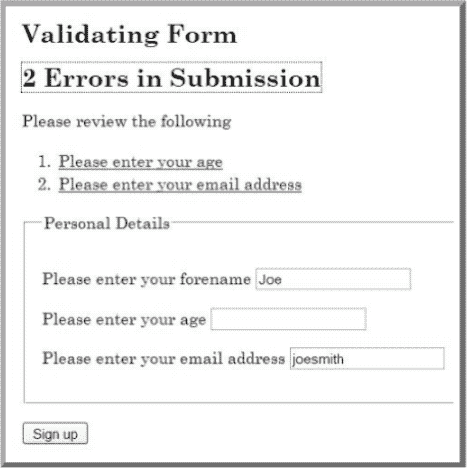 Validating Form
2 Errors in Submission
Please review the following
1. Please enter your age
2. Please enter your email address
Personal Details
Please enter your forename Joe
Please enter your age
Please enter your email address joesmith
Sign up